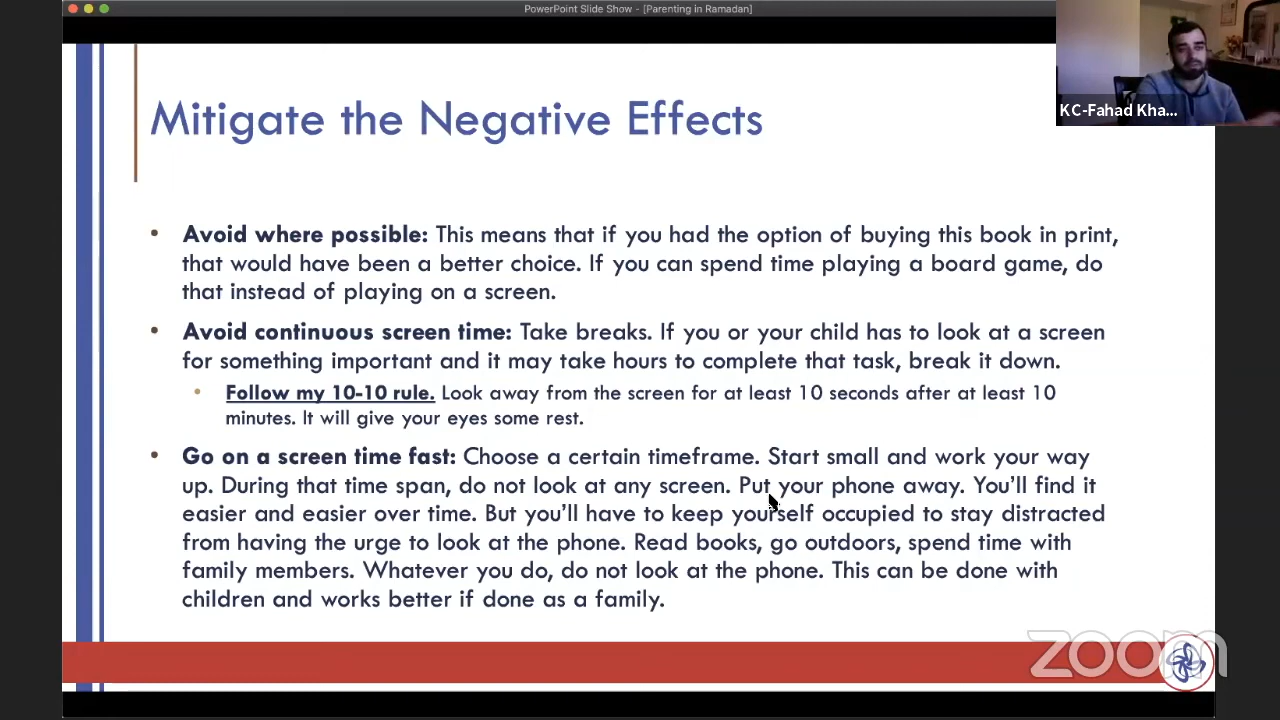 PowerPoint Slide Show - [Parenting in Ramadan]
KC-Fahad Kha...
Mitigate the Negative Effects
• Avoid where possible: This means that if you had the option of buying this book in print,
that would have been a better choice. If you can spend time playing a board game, do
that instead of playing on a screen.
• Avoid continuous screen time: Take breaks. If you or your child has to look at a screen
for something important and it may take hours to complete that task, break it down.
• Follow my 10-10 rule. Look away from the screen for at least 10 seconds after at least 10
minutes. It will give your eyes some rest.
• Go on a screen time fast: Choose a certain timeframe. Start small and work your way
up. During that time span, do not look at any screen. Put your phone away. You’ll find it
easier and easier over time. But you’ll have to keep yourself occupied to stay distracted
from having the urge to look at the phone. Read books, go outdoors, spend time with
family members. Whatever you do, do not look at the phone. This can be done with
children and works better if done as a family.
zoom